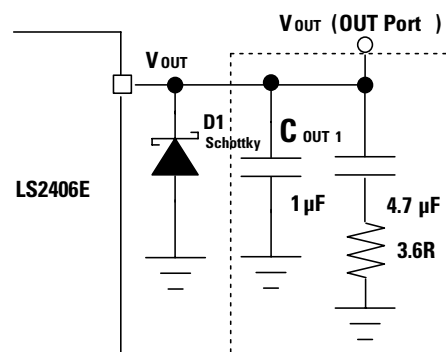 VOUT (OUT Port )
VOUT
D1
Schottky
COUT 1
LS2406E
1 µF
4.7 µF
3.6R